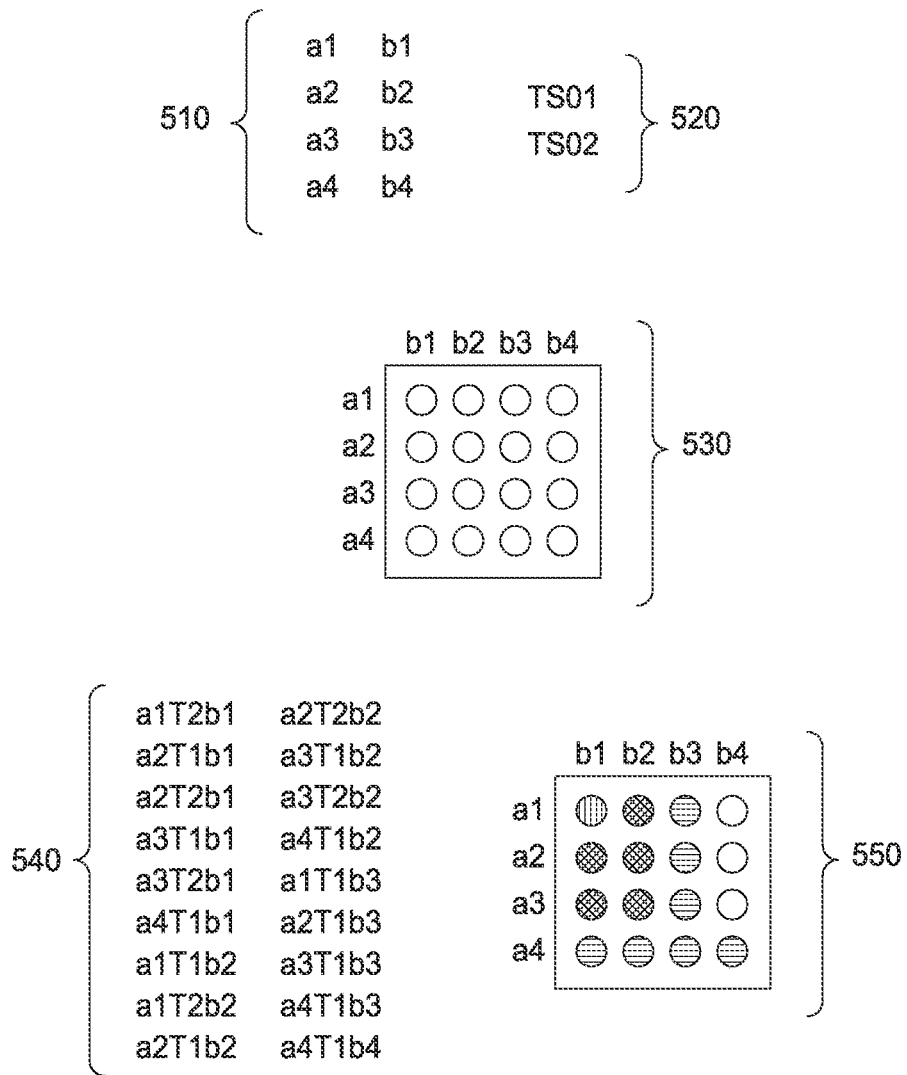 a1 b1
a2 b2
a3 b3
a4 b4
510
TS01
TS02
520
b1 b2 b3 b4
a1
a2
a3
a4
530
a1T2b1 a2T2b2
a2T1b1 a3T1b2
a2T2b1 a3T2b2
a3T1b1 a4T1b2
a3T2b1 a1T1b3
a4T1b1 a2T1b3
a1T1b2 a3T1b3
a1T2b2 a4T1b3
a2T1b2 a4T1b4
540
b1 b2 b3 b4
a1
a2
a3
a4
550